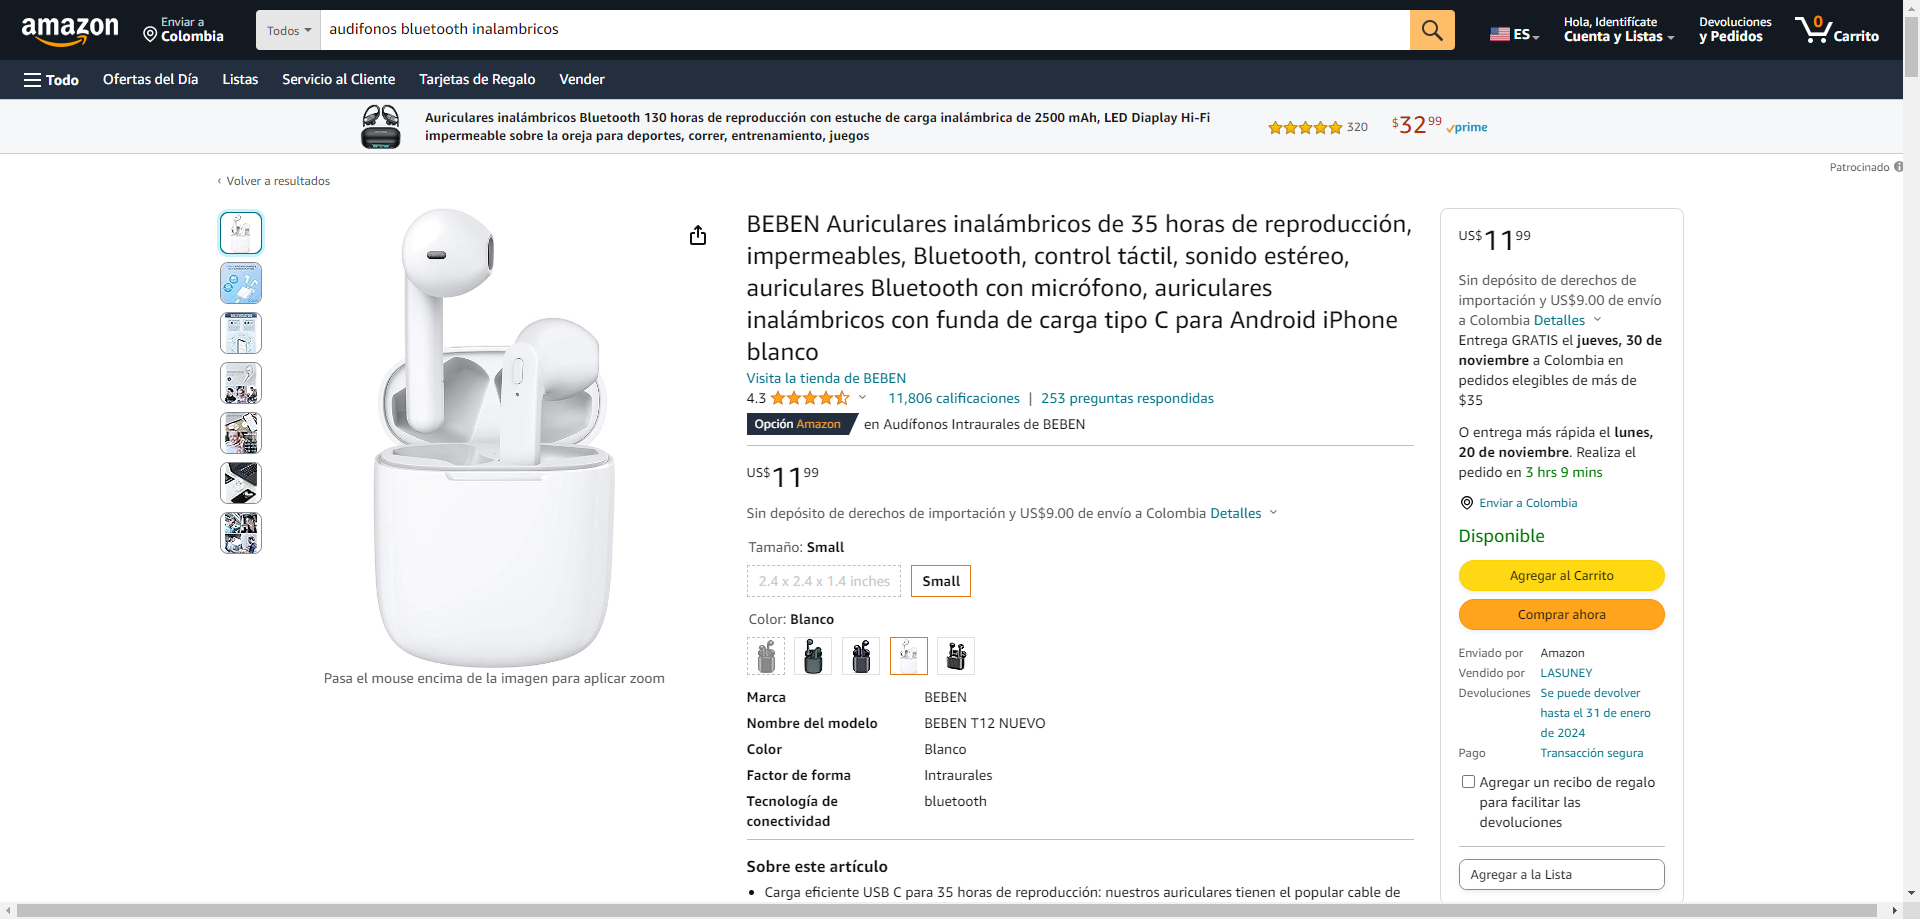 amazon
Enviar a
Colombia
Todos
audifonos bluetooth inalambricos
ES
Hola, Identifícate
Cuenta y Listas
Devoluciones
y Pedidos
0
Carrito
Todo
Ofertas del Día
Listas
Servicio al Cliente
Tarjetas de Regalo
Vender
Auriculares inalámbricos Bluetooth 130 horas de reproducción con estuche de carga inalámbrica de 2500 mAh, LED Diaplay Hi-Fi
impermeable sobre la oreja para deportes, correr, entrenamiento, juegos
320
$32⁹⁹
prime
Patrocinado
‹ Volver a resultados
Pasa el mouse encima de la imagen para aplicar zoom
BEBEN Auriculares inalámbricos de 35 horas de reproducción,
impermeables, Bluetooth, control táctil, sonido estéreo,
auriculares Bluetooth con micrófono, auriculares
inalámbricos con funda de carga tipo C para Android iPhone
blanco
Visita la tienda de BEBEN
4.3
11,806 calificaciones | 253 preguntas respondidas
Opción Amazon en Audífonos Intraurales de BEBEN
US$11⁹⁹
Sin depósito de derechos de importación y US$9.00 de envío a Colombia Detalles
Tamaño: Small
2.4 x 2.4 x 1.4 inches
Small
Color: Blanco
Marca BEBEN
Nombre del modelo BEBEN T12 NUEVO
Color Blanco
Factor de forma Intraurales
Tecnología de bluetooth
conectividad
Sobre este artículo
• Carga eficiente USB C para 35 horas de reproducción: nuestros auriculares tienen el popular cable de
US$11⁹⁹
Sin depósito de derechos de
importación y US$9.00 de envío
a Colombia Detalles
Entrega GRATIS el jueves, 30 de
noviembre a Colombia en
pedidos elegibles de más de
$35
O entrega más rápida el lunes,
20 de noviembre. Realiza el
pedido en 3 hrs 9 mins
Enviar a Colombia
Disponible
Agregar al Carrito
Comprar ahora
Enviado por Amazon
Vendido por LASUNEY
Devoluciones Se puede devolver
hasta el 31 de enero
de 2024
Pago Transacción segura
Agregar un recibo de regalo
para facilitar las
devoluciones
Agregar a la Lista